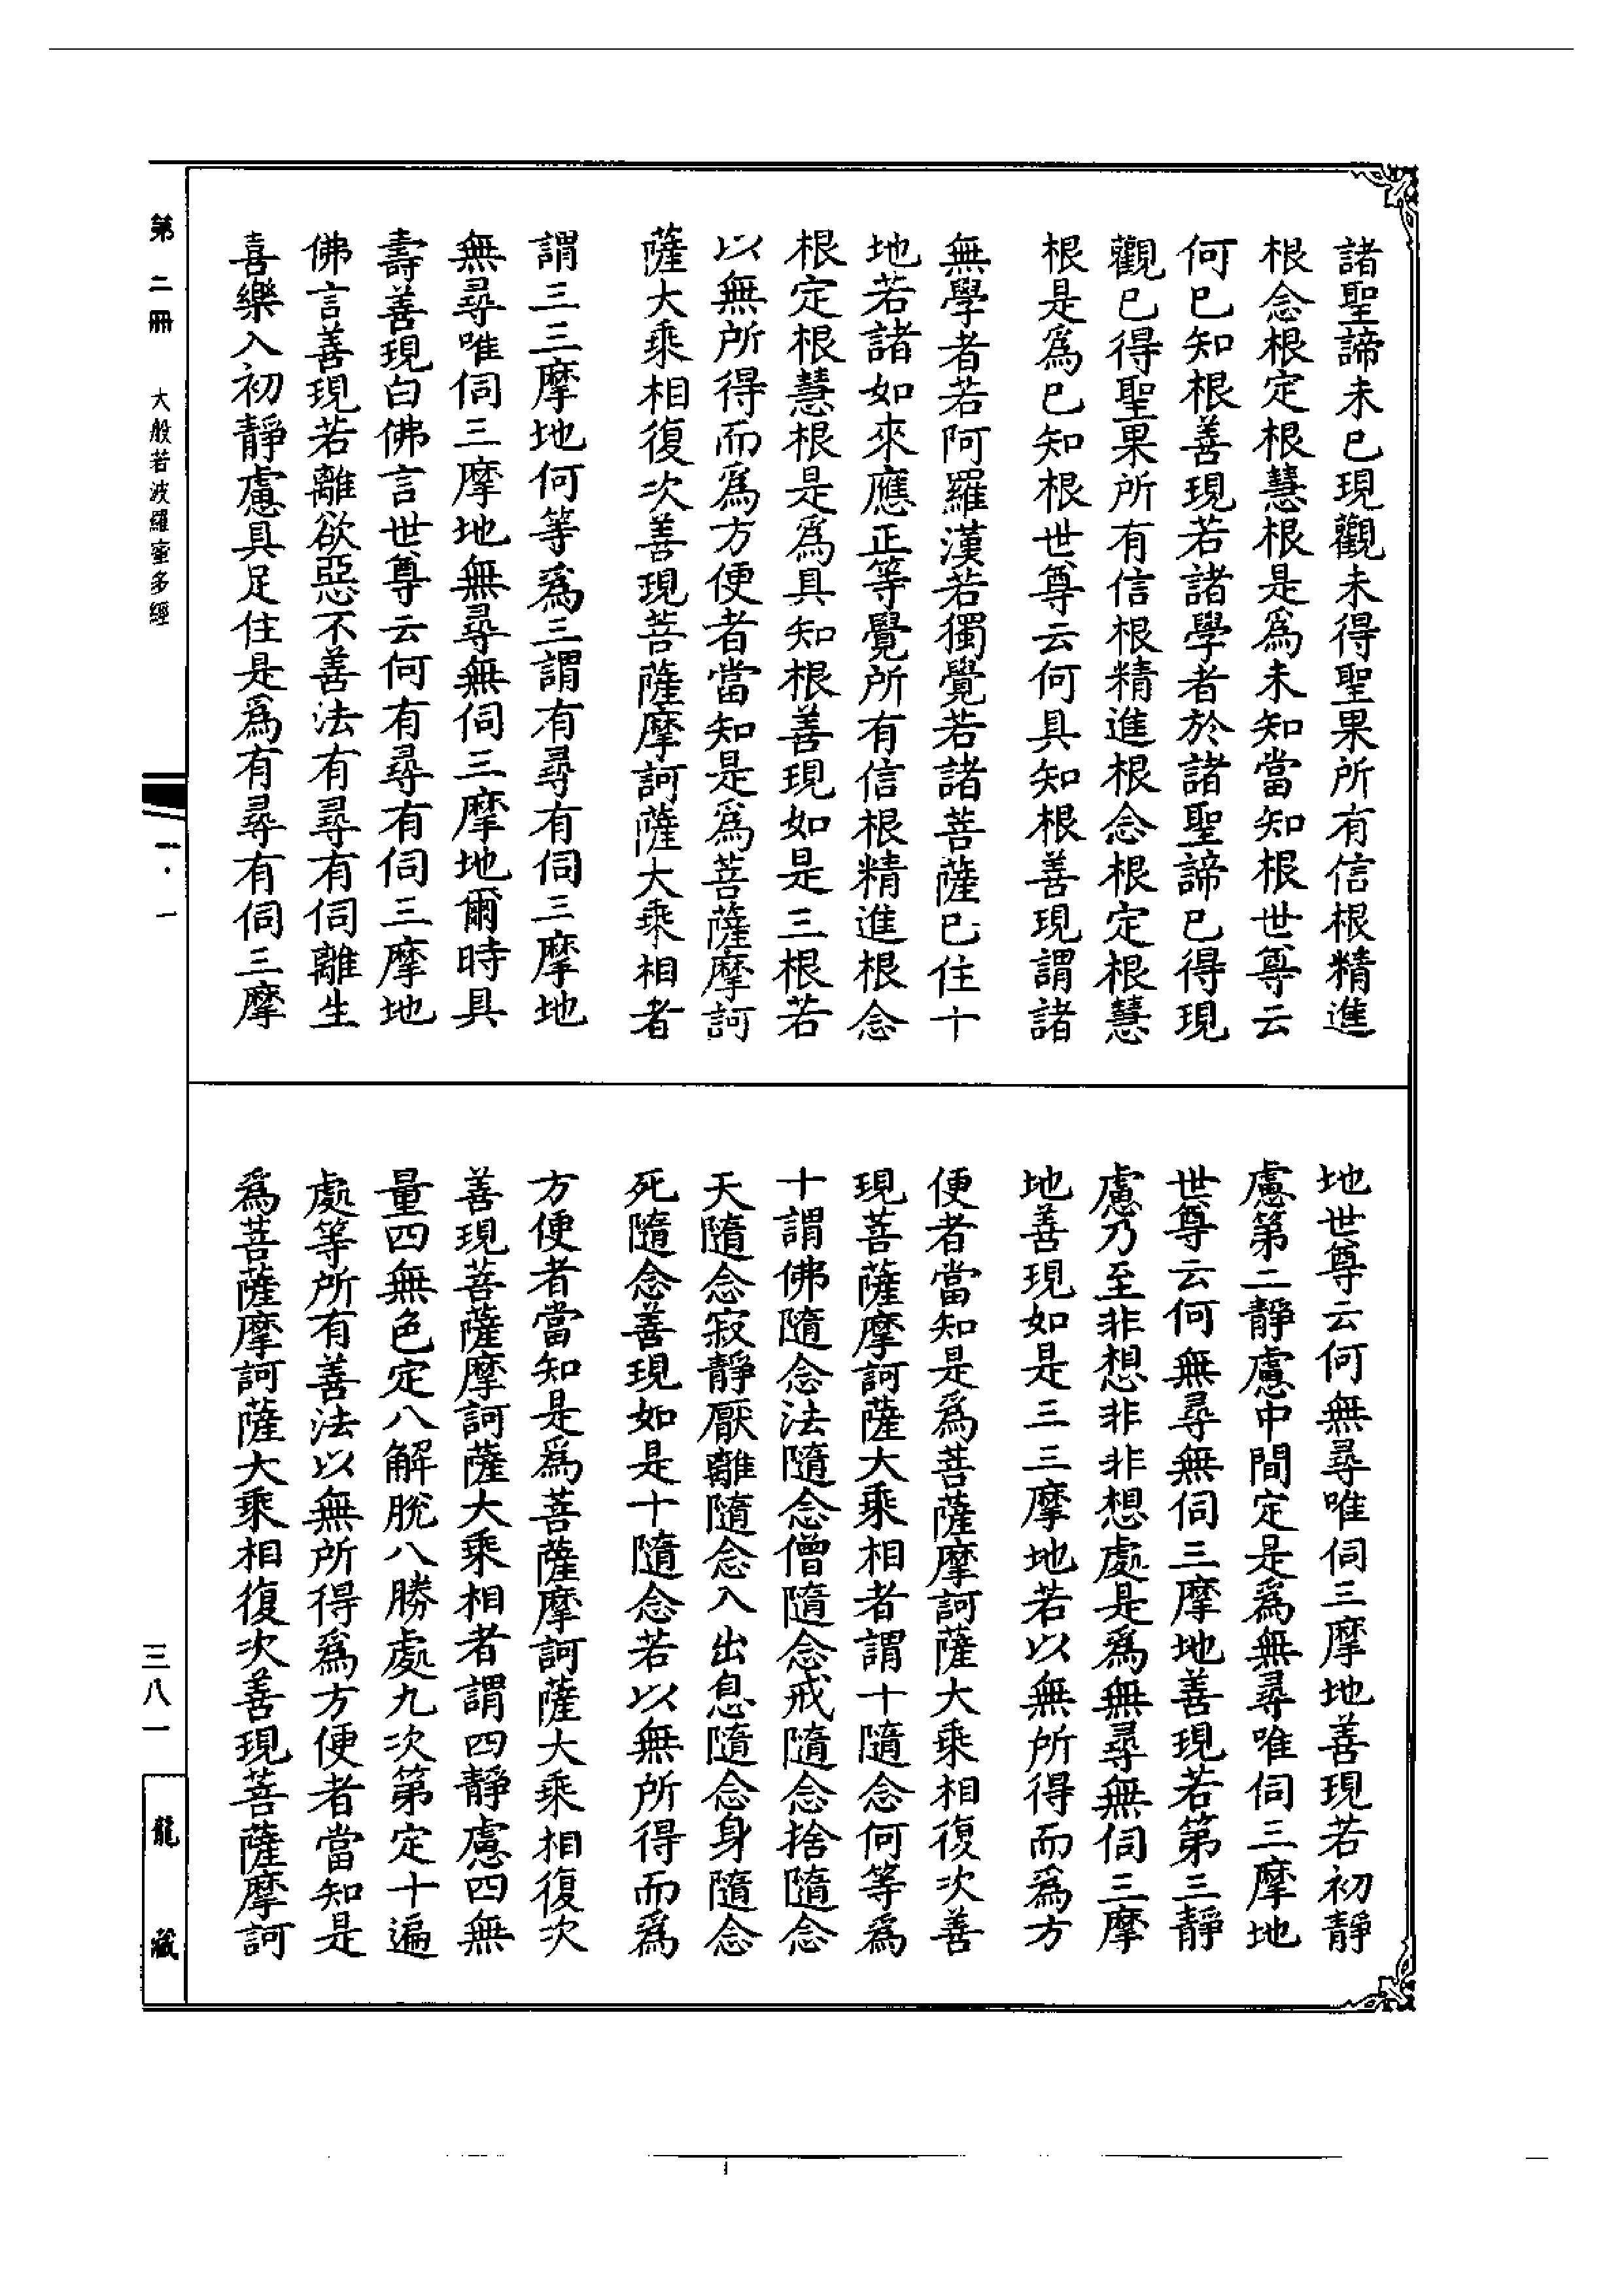 諸聖諦未已現觀未得聖果所有信根精進
根念根定根慧根是爲未知當知根世尊云
何已知根善現若諸學者於諸聖諦已得現
觀已得聖果所有信根精進根念根定根慧
根是爲已知根世尊云何具知根善現謂諸
無學者若阿羅漢若獨覺若諸菩薩已住十
地若諸如來應正等覺所有信根精進根念
根定根慧根是爲具知根善現如是三根若
以無所得而爲方便者當知是爲菩薩摩訶
薩大乘相復次善現菩薩摩訶薩大乘相者
謂三三摩地何等爲三謂有尋有伺三摩地
無尋唯伺三摩地無尋無伺三摩地爾時具
壽善現白佛言世尊云何有尋有伺三摩地
佛言善現若離欲惡不善法有尋有伺離生
喜樂入初靜慮具足住是爲有尋有伺三摩
地世尊云何無尋唯伺三摩地善現若初靜
慮第二靜慮中間定是爲無尋唯伺三摩地
世尊云何無尋無伺三摩地善現若第三靜
慮乃至非想非非想處是爲無尋無伺三摩
地善現如是三三摩地若以無所得而爲方
便者當知是爲菩薩摩訶薩大乘相復次善
現菩薩摩訶薩大乘相者謂十隨念何等爲
十謂佛隨念法隨念僧隨念戒隨念捨隨念
天隨念寂靜厭離隨念入出息隨念身隨念
死隨念善現如是十隨念若以無所得而爲
方便者當知是爲菩薩摩訶薩大乘相復次
善現菩薩摩訶薩大乘相者謂四靜慮四無
量四無色定八解脫八勝處九次第定十遍
處等所有善法以無所得爲方便者當知是
爲菩薩摩訶薩大乘相復次善現菩薩摩訶
第二冊 大般若波羅蜜多經 一·一 三八一 龍藏